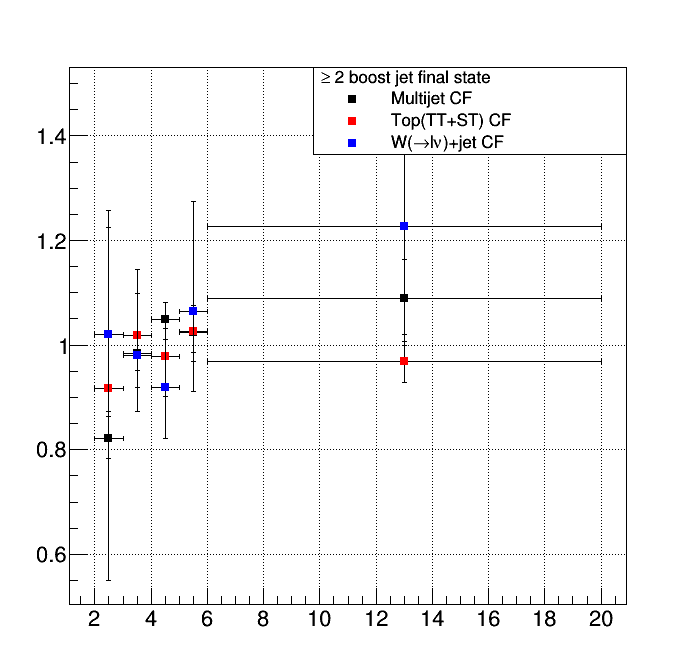 ≥ 2 boost jet final state
Multijet CF
Top(TT+ST) CF
W(→lν)+jet CF
1.4
1.2
1
0.8
0.6
2 4 6 8 10 12 14 16 18 20